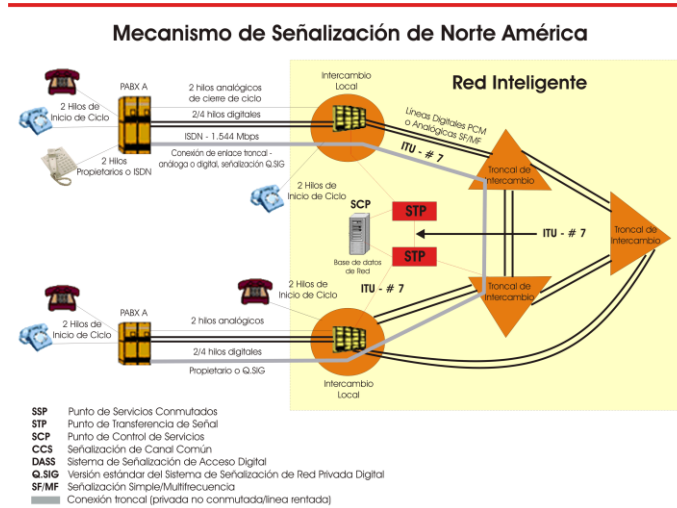 Mecanismo de Señalización de Norte América
Red Inteligente
PABX A
2 Hilos de
Inicio de Ciclo
2 Hilos
Propietarios o ISDN
2 hilos analógicos
de cierre de ciclo
2/4 hilos digitales
ISDN - 1.544 Mbps
Conexión de enlace troncal -
análoga o digital, señalización Q.SIG
Intercambio
Local
Líneas Digitales PCM
o Analógicas SF/MF
ITU - # 7
Troncal de
Intercambio
2 Hilos de
Inicio de Ciclo
SCP
STP
STP
Base de datos
de Red
ITU - # 7
Troncal de
Intercambio
ITU - # 7
Troncal de
Intercambio
2 Hilos de
Inicio de Ciclo
PABX A
2 Hilos de
Inicio de Ciclo
2 hilos analógicos
2/4 hilos digitales
Propietario o Q.SIG
Intercambio
Local
SSP Punto de Servicios Conmutados
STP Punto de Transferencia de Señal
SCP Punto de Control de Servicios
CCS Señalización de Canal Común
DASS Sistema de Señalización de Acceso Digital
Q.SIG Versión estándar del Sistema de Señalización de Red Privada Digital
SF/MF Señalización Simple/Multifrecuencia
Conexión troncal (privada no conmutada/linea rentada)